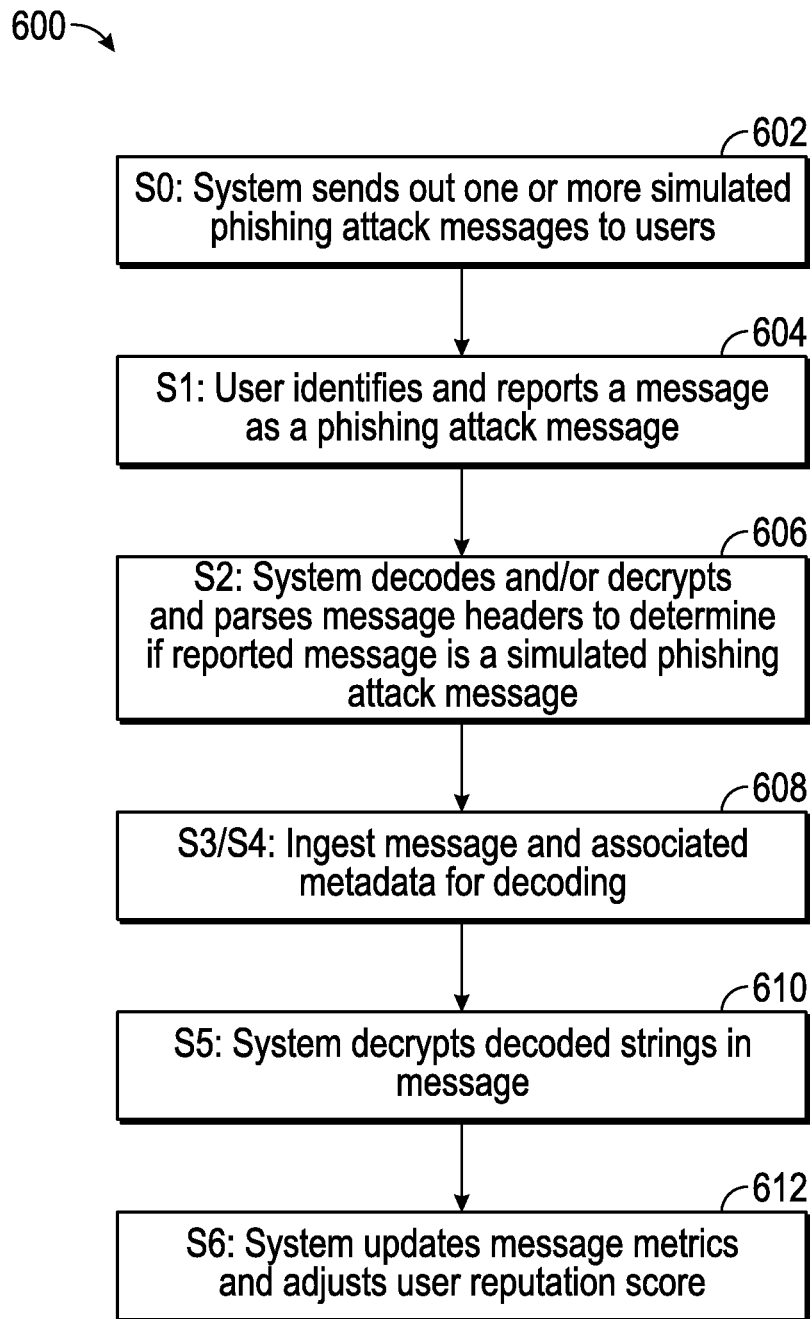 600
602
S0: System sends out one or more simulated
phishing attack messages to users
604
S1: User identifies and reports a message
as a phishing attack message
606
S2: System decodes and/or decrypts
and parses message headers to determine
if reported message is a simulated phishing
attack message
608
S3/S4: Ingest message and associated
metadata for decoding
610
S5: System decrypts decoded strings in
message
612
S6: System updates message metrics
and adjusts user reputation score